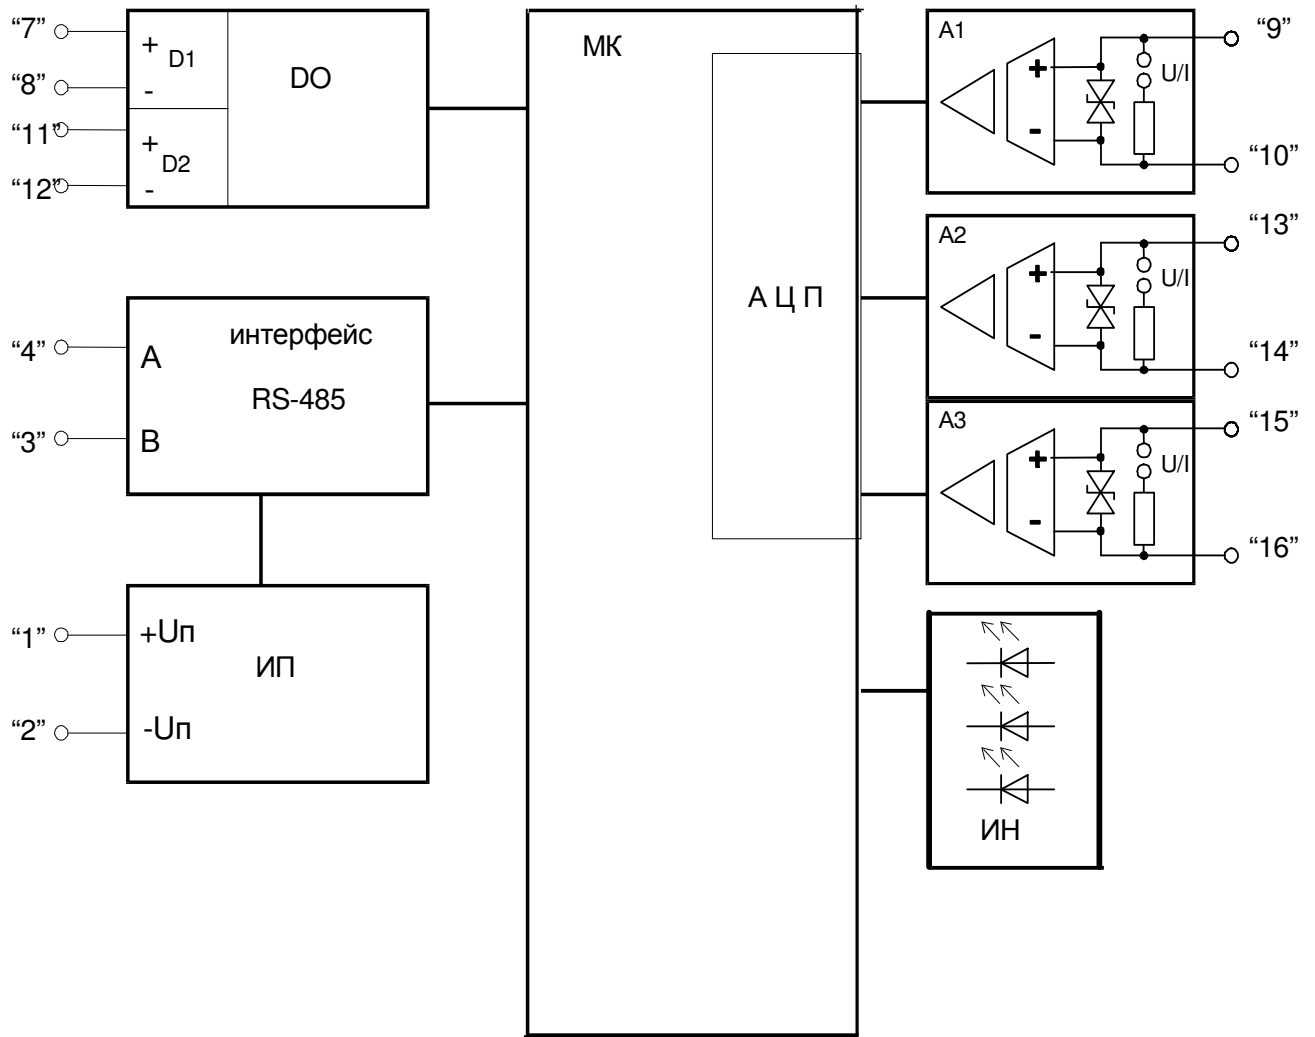 “7”
+
D1
“8”
-
DO
“11”
+
D2
“12”
-
интерфейс
RS-485
“4”
A
“3”
B
“1”
+Uп
ИП
“2”
-Uп
МК
А Ц П
A1
“9”
+
U/I
-
“10”
A2
“13”
+
U/I
-
“14”
A3
“15”
+
U/I
-
“16”
ИН